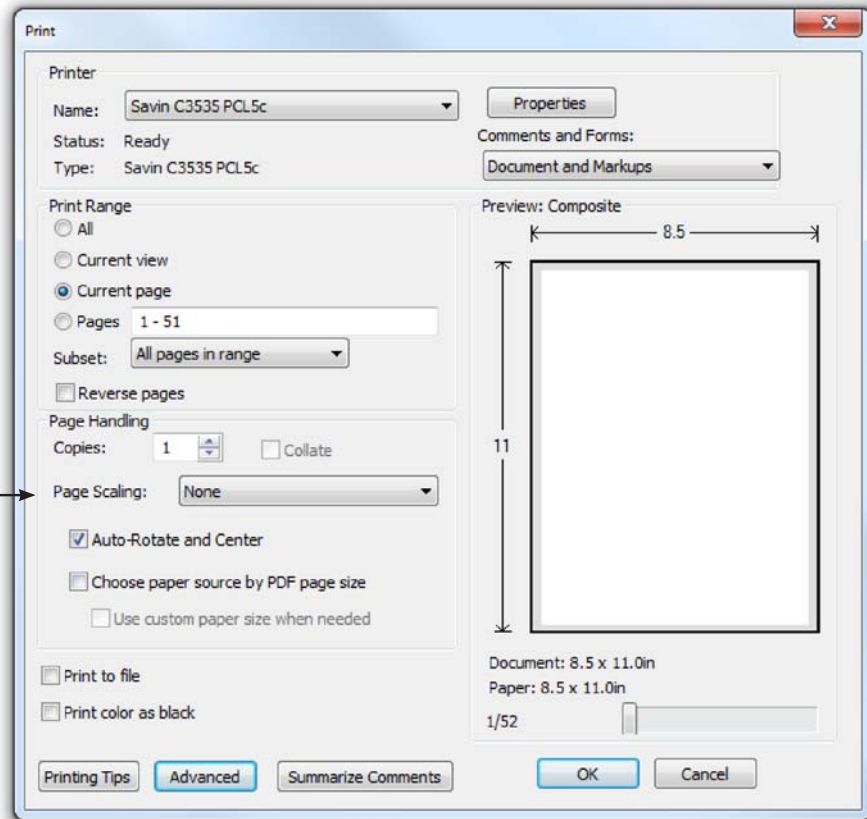 Print
Printer
Name: Savin C3535 PCL5c
Properties
Status: Ready
Comments and Forms:
Type: Savin C3535 PCL5c
Document and Markups
Print Range
All
Current view
Current page
Pages 1 - 51
Subset: All pages in range
Reverse pages
Page Handling
Copies: 1 Collate
Page Scaling: None
Auto-Rotate and Center
Choose paper source by PDF page size
Use custom paper size when needed
Preview: Composite
8.5
11
Document: 8.5 x 11.0in
Paper: 8.5 x 11.0in
1/52
Print to file
Print color as black
Printing Tips Advanced Summarize Comments OK Cancel